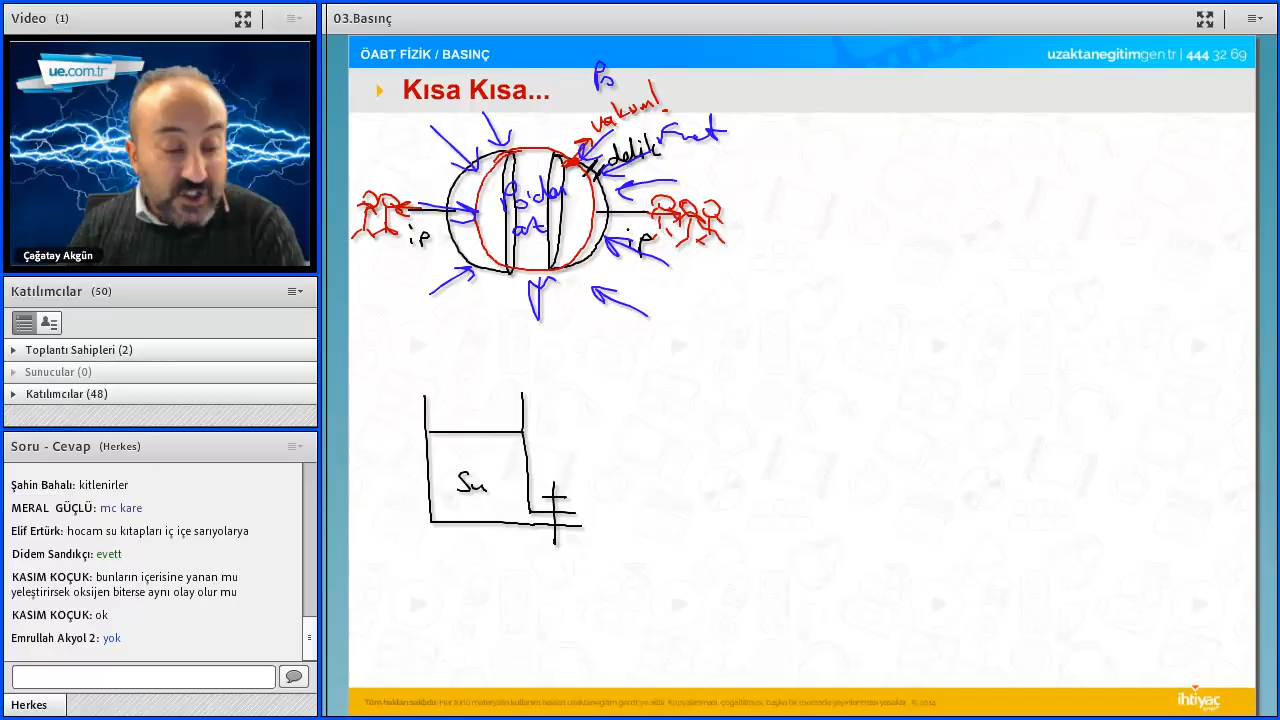 Video (1)
ue.com.tr
Çağatay Akgün
Katılımcılar (50)
Toplantı Sahipleri (2)
Sunucular (0)
Katılımcılar (48)
Soru - Cevap (Herkes)
Şahin Bahalı: kitlenirler
MERAL GÜÇLÜ: mc kare
Elif Ertürk: hocam su kıtapları iç içe sarıyolarya
Didem Sandıkçı: evett
KASIM KOÇUK: bunların içerisine yanan mu
yeleştirirsek oksijen biterse aynı olay olur mu
KASIM KOÇUK: ok
Emrullah Akyol 2: yok
Herkes
03.Basınç
ÖABT FİZİK / BASINÇ
uzaktanegitimgentr | 444 32 69
Kısa Kısa...
P₀
vakum!
delik
P₀'dan
ip
ip
Su
ihtiyaç